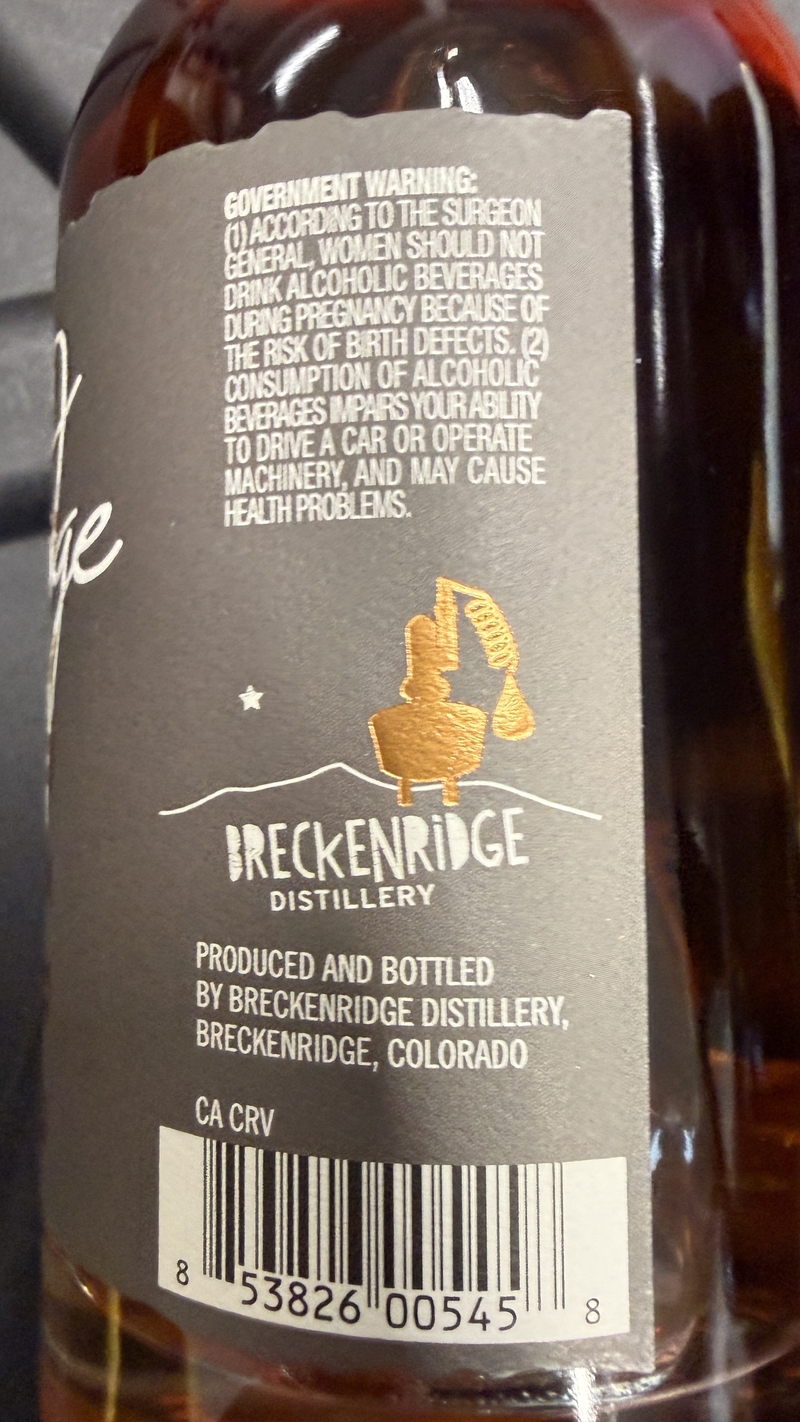 GOVERNMENT WARNING:
(1) ACCORDING TO THE SURGEON
GENERAL, WOMEN SHOULD NOT
DRINK ALCOHOLIC BEVERAGES
DURING PREGNANCY BECAUSE OF
THE RISK OF BIRTH DEFECTS. (2)
CONSUMPTION OF ALCOHOLIC
BEVERAGES IMPAIRS YOUR ABILITY
TO DRIVE A CAR OR OPERATE
MACHINERY, AND MAY CAUSE
HEALTH PROBLEMS.
BRECKENRIDGE
DISTILLERY
PRODUCED AND BOTTLED
BY BRECKENRIDGE DISTILLERY,
BRECKENRIDGE, COLORADO
CA CRV
8 53826 00545 8